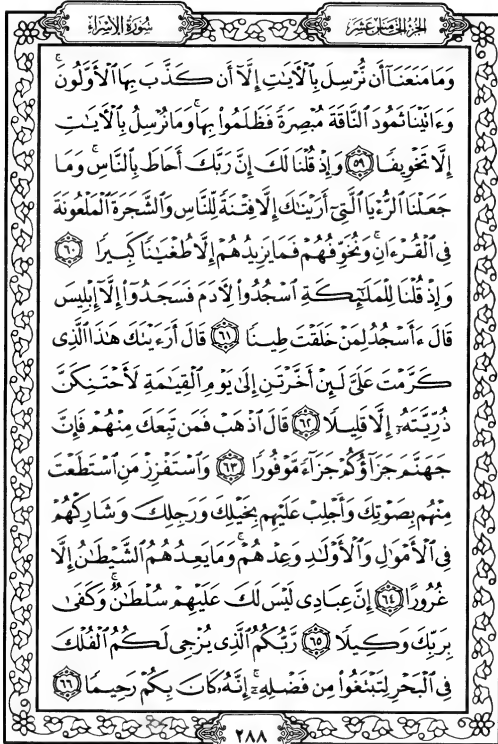 الجزء الخامس عشر
سورة الإسراء
وَمَا مَنَعَنَآ أَن نُّرْسِلَ بِٱلْءَايَٰتِ إِلَّآ أَن كَذَّبَ بِهَا ٱلْأَوَّلُونَ ۚ
وَءَاتَيْنَا ثَمُودَ ٱلنَّاقَةَ مُبْصِرَةً فَظَلَمُوا۟ بِهَا ۚ وَمَا نُرْسِلُ بِٱلْءَايَٰتِ
إِلَّا تَخْوِيفًا ٥٩ وَإِذْ قُلْنَا لَكَ إِنَّ رَبَّكَ أَحَاطَ بِٱلنَّاسِ ۚ وَمَا
جَعَلْنَا ٱلرُّءْيَا ٱلَّتِىٓ أَرَيْنَٰكَ إِلَّا فِتْنَةً لِّلنَّاسِ وَٱلشَّجَرَةَ ٱلْمَلْعُونَةَ
فِى ٱلْقُرْءَانِ ۚ وَنُخَوِّفُهُمْ فَمَا يَزِيدُهُمْ إِلَّا طُغْيَٰنًا كَبِيرًا ٦٠
وَإِذْ قُلْنَا لِلْمَلَٰٓئِكَةِ ٱسْجُدُوا۟ لِءَادَمَ فَسَجَدُوٓا۟ إِلَّآ إِبْلِيسَ
قَالَ ءَأَسْجُدُ لِمَنْ خَلَقْتَ طِينًا ٦١ قَالَ أَرَءَيْتَكَ هَٰذَا ٱلَّذِى
كَرَّمْتَ عَلَىَّ لَئِنْ أَخَّرْتَنِ إِلَىٰ يَوْمِ ٱلْقِيَٰمَةِ لَأَحْتَنِكَنَّ
ذُرِّيَّتَهُۥٓ إِلَّا قَلِيلًا ٦٢ قَالَ ٱذْهَبْ فَمَن تَبِعَكَ مِنْهُمْ فَإِنَّ
جَهَنَّمَ جَزَآؤُكُمْ جَزَآءً مَّوْفُورًا ٦٣ وَٱسْتَفْزِزْ مَنِ ٱسْتَطَعْتَ
مِنْهُم بِصَوْتِكَ وَأَجْلِبْ عَلَيْهِم بِخَيْلِكَ وَرَجِلِكَ وَشَارِكْهُمْ
فِى ٱلْأَمْوَٰلِ وَٱلْأَوْلَٰدِ وَعِدْهُمْ ۚ وَمَا يَعِدُهُمُ ٱلشَّيْطَٰنُ إِلَّا
غُرُورًا ٦٤ إِنَّ عِبَادِى لَيْسَ لَكَ عَلَيْهِمْ سُلْطَٰنٌ ۚ وَكَفَىٰ
بِرَبِّكَ وَكِيلًا ٦٥ رَّبُّكُمُ ٱلَّذِى يُزْجِى لَكُمُ ٱلْفُلْكَ
فِى ٱلْبَحْرِ لِتَبْتَغُوا۟ مِن فَضْلِهِۦٓ ۚ إِنَّهُۥ كَانَ بِكُمْ رَحِيمًا ٦٦
٢٨٨